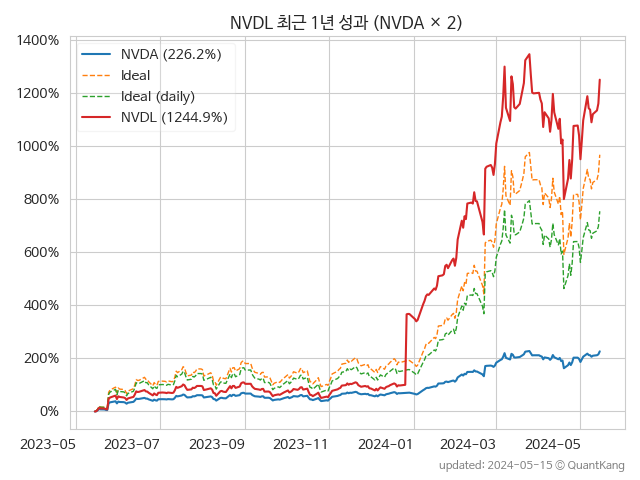 NVDL 최근 1년 성과 (NVDA × 2)
1400%
1200%
1000%
800%
600%
400%
200%
0%
NVDA (226.2%)
Ideal
Ideal (daily)
NVDL (1244.9%)
2023-05
2023-07
2023-09
2023-11
2024-01
2024-03
2024-05
updated: 2024-05-15 © QuantKang